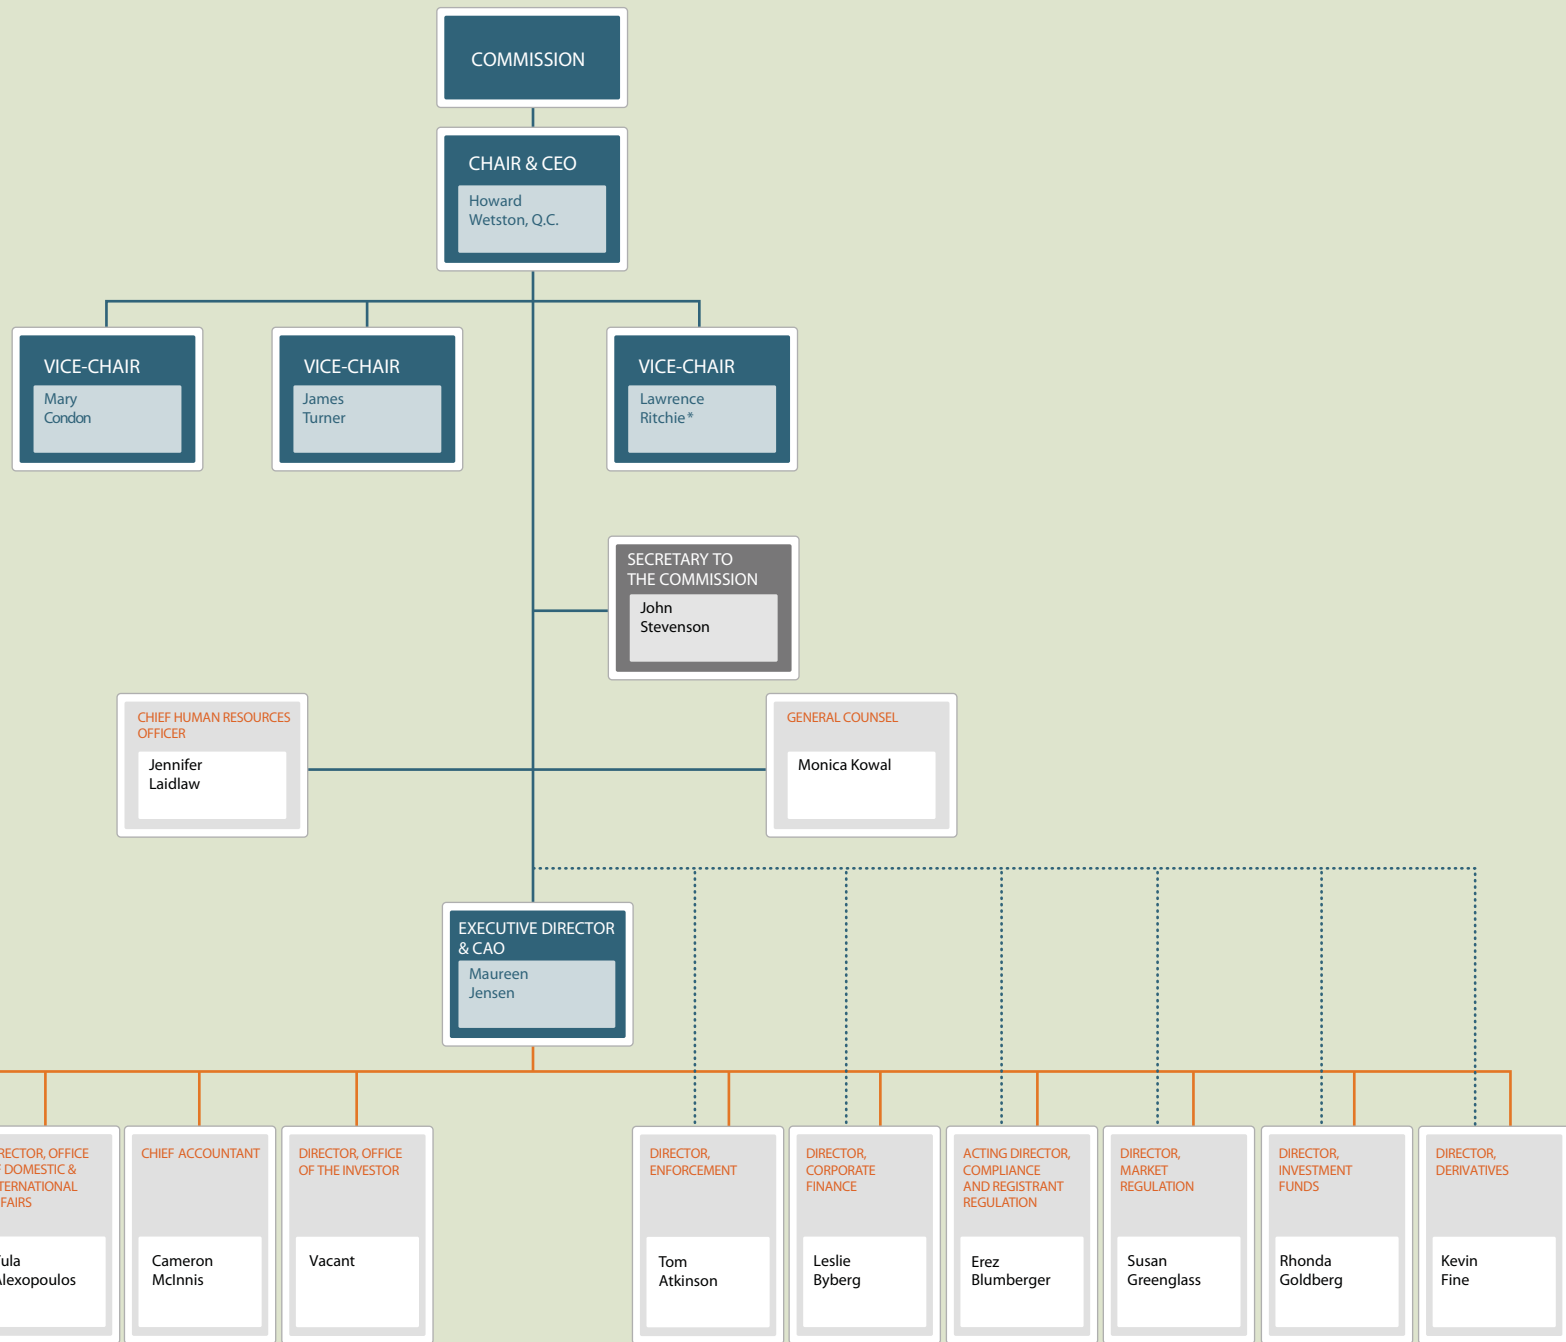 COMMISSION
CHAIR & CEO
Howard
Wetston, Q.C.
VICE-CHAIR
Mary
Condon
VICE-CHAIR
James
Turner
VICE-CHAIR
Lawrence
Ritchie*
SECRETARY TO
THE COMMISSION
John
Stevenson
CHIEF HUMAN RESOURCES
OFFICER
Jennifer
Laidlaw
GENERAL COUNSEL
Monica Kowal
EXECUTIVE DIRECTOR
& CAO
Maureen
Jensen
OFFICE
DOMESTIC &
CHIEF ACCOUNTANT
Cameron
McInnis
DIRECTOR, OFFICE
OF THE INVESTOR
Vacant
DIRECTOR,
ENFORCEMENT
Tom
Atkinson
DIRECTOR,
CORPORATE
FINANCE
Leslie
Byberg
ACTING DIRECTOR,
COMPLIANCE
AND REGISTRANT
REGULATION
Erez
Blumberger
DIRECTOR,
MARKET
REGULATION
Susan
Greenglass
DIRECTOR,
INVESTMENT
FUNDS
Rhonda
Goldberg
DIRECTOR,
DERIVATIVES
Kevin
Fine